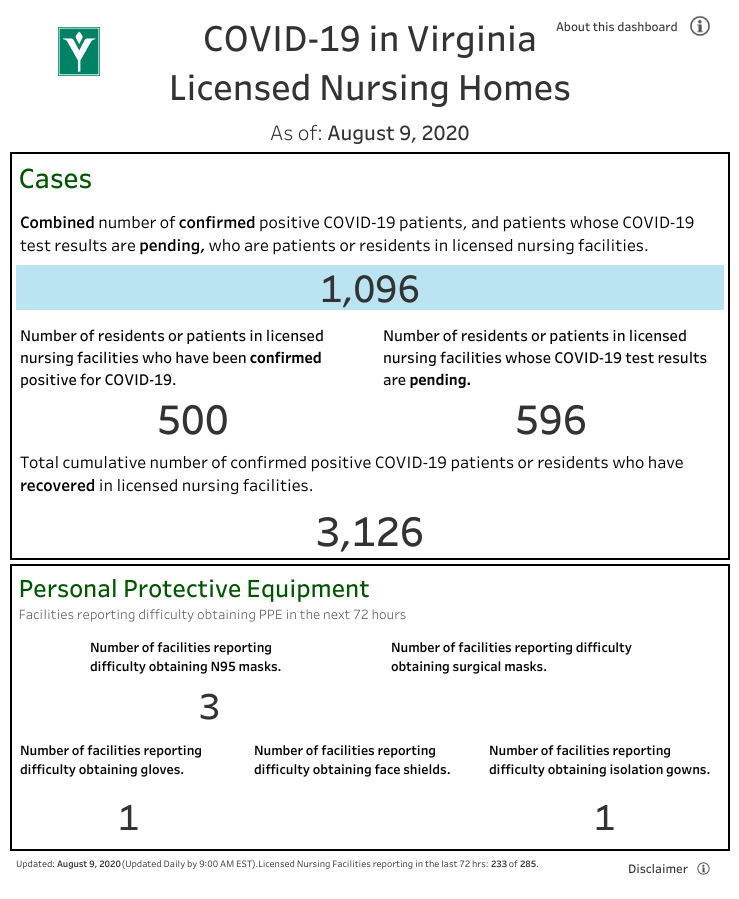 COVID-19 in Virginia
Licensed Nursing Homes
About this dashboard
As of: August 9, 2020
Cases
Combined number of confirmed positive COVID-19 patients, and patients whose COVID-19
test results are pending, who are patients or residents in licensed nursing facilities.
1,096
Number of residents or patients in licensed
nursing facilities who have been confirmed
positive for COVID-19.
500
Number of residents or patients in licensed
nursing facilities whose COVID-19 test results
are pending.
596
Total cumulative number of confirmed positive COVID-19 patients or residents who have
recovered in licensed nursing facilities.
3,126
Personal Protective Equipment
Facilities reporting difficulty obtaining PPE in the next 72 hours
Number of facilities reporting
difficulty obtaining N95 masks.
3
Number of facilities reporting difficulty
obtaining surgical masks.
Number of facilities reporting
difficulty obtaining gloves.
1
Number of facilities reporting
difficulty obtaining face shields.
Number of facilities reporting
difficulty obtaining isolation gowns.
1
Updated: August 9, 2020(Updated Daily by 9:00 AM EST).Licensed Nursing Facilities reporting in the last 72 hrs: 233 of 285.
Disclaimer